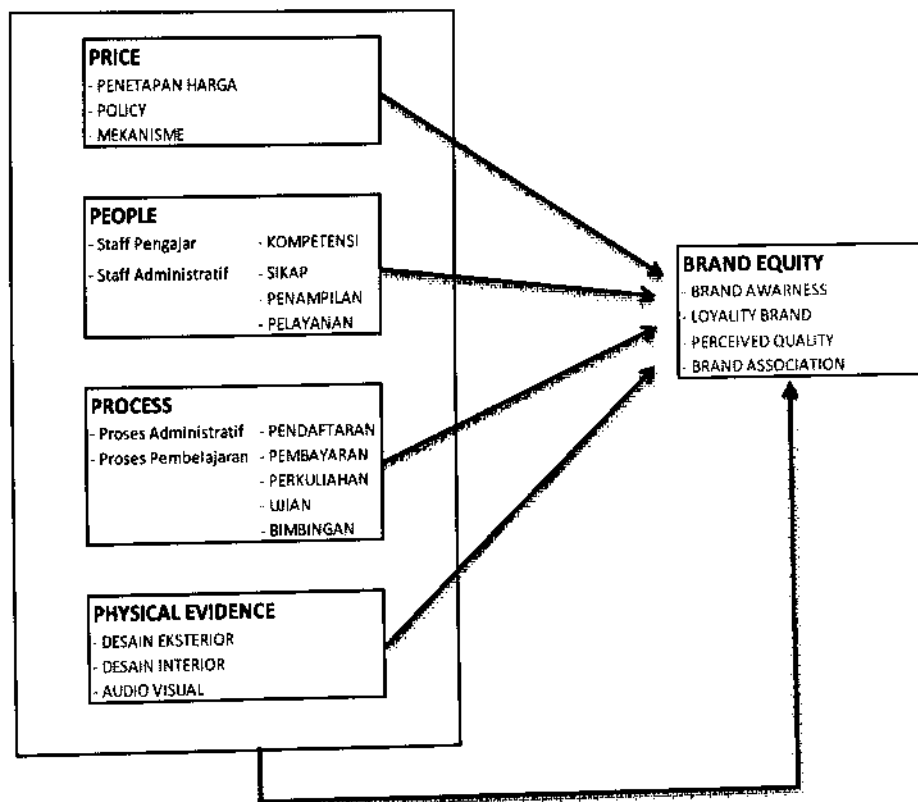 PRICE
- PENETAPAN HARGA
- POLICY
- MEKANISME
PEOPLE
- Staff Pengajar
- Staff Administratif
- KOMPETENSI
- SIKAP
- PENAMPILAN
- PELAYANAN
PROCESS
- Proses Administratif
- Proses Pembelajaran
- PENDAFTARAN
- PEMBAYARAN
- PERKULIAHAN
- UJIAN
- BIMBINGAN
PHYSICAL EVIDENCE
- DESAIN EKSTERIOR
- DESAIN INTERIOR
- AUDIO VISUAL
BRAND EQUITY
- BRAND AWARNESS
- LOYALITY BRAND
- PERCEIVED QUALITY
- BRAND ASSOCIATION